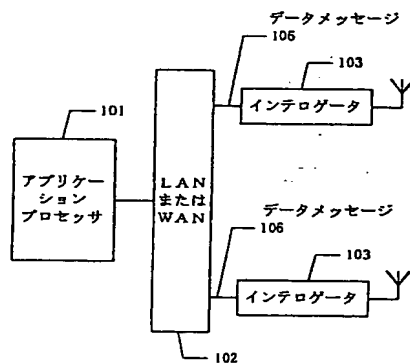 データメッセージ
106
103
インテロゲータ
101
アプリケー
ション
プロセッサ
LAN
または
WAN
データメッセージ
106
103
インテロゲータ
102